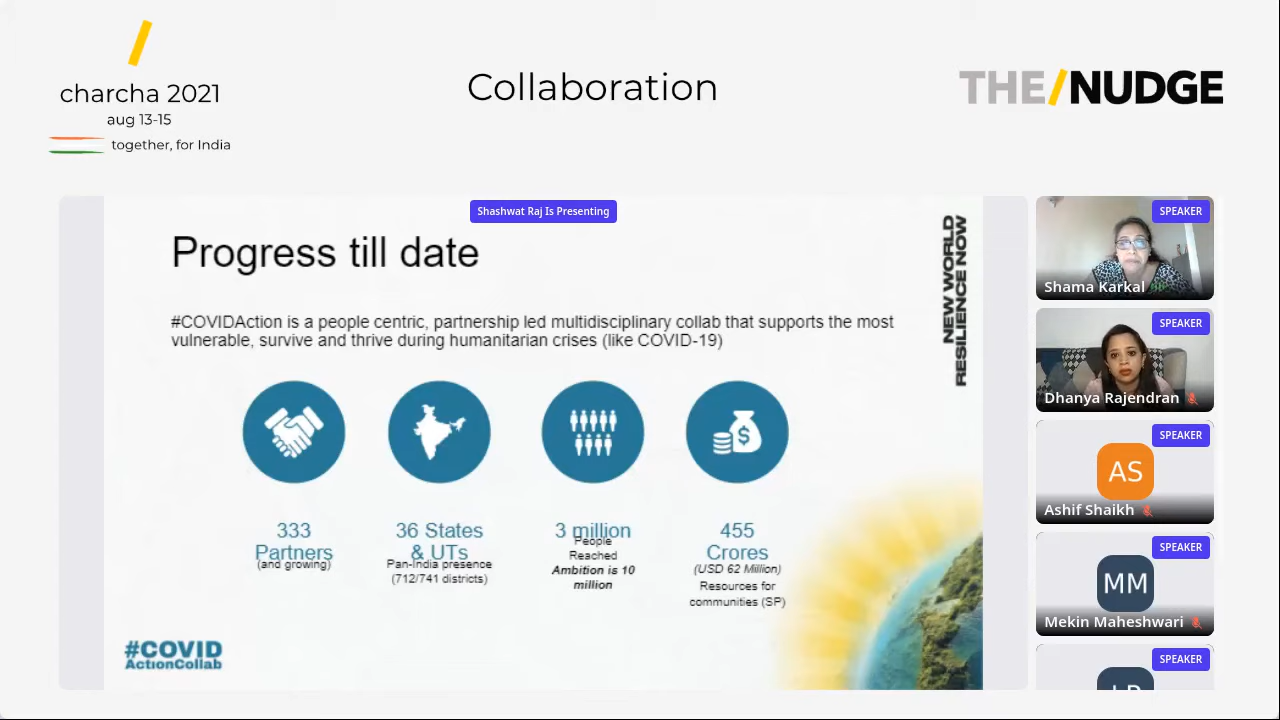 charcha 2021
aug 13-15
together, for India
Collaboration
THE/NUDGE
Shashwat Raj Is Presenting
Progress till date
NEW WORLD
RESILIENCE NOW
#COVIDAction is a people centric, partnership led multidisciplinary collab that supports the most
vulnerable, survive and thrive during humanitarian crises (like COVID-19)
$
333
Partners
(and growing)
36 States
& UTs
Pan-India presence
(712/741 districts)
3 million
People
Reached
Ambition is 10
million
455
Crores
(USD 62 Million)
Resources for
communities (SP)
#COVID
ActionCollab
SPEAKER
Shama Karkal
SPEAKER
Dhanya Rajendran
SPEAKER
AS
Ashif Shaikh
SPEAKER
MM
Mekin Maheshwari
SPEAKER